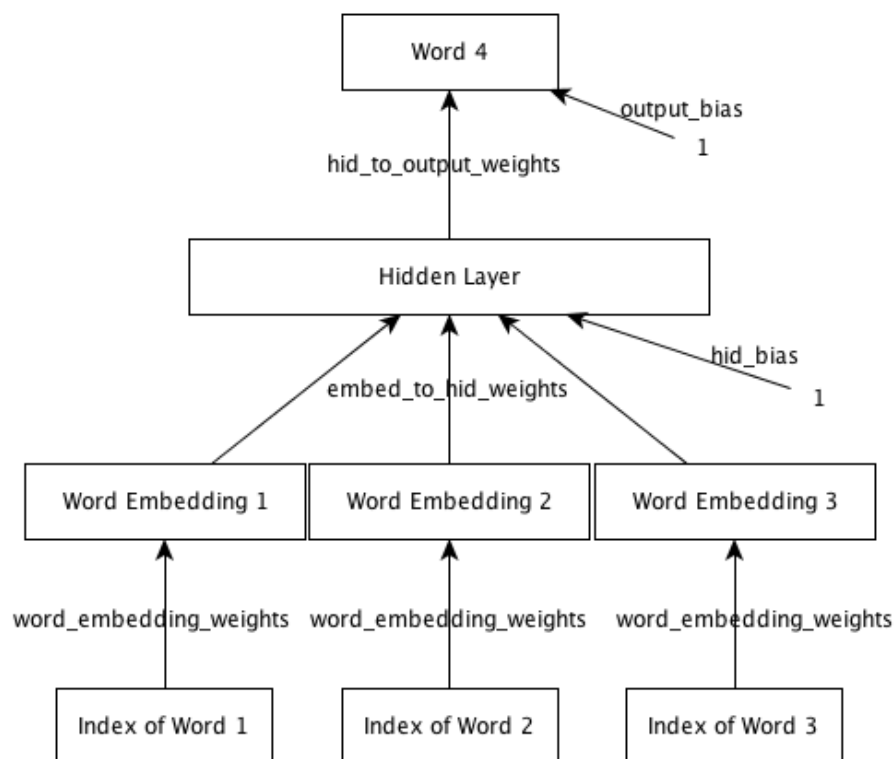 Word 4
output_bias
1
hid_to_output_weights
Hidden Layer
hid_bias
embed_to_hid_weights
1
Word Embedding 1
Word Embedding 2
Word Embedding 3
word_embedding_weights
word_embedding_weights
word_embedding_weights
Index of Word 1
Index of Word 2
Index of Word 3